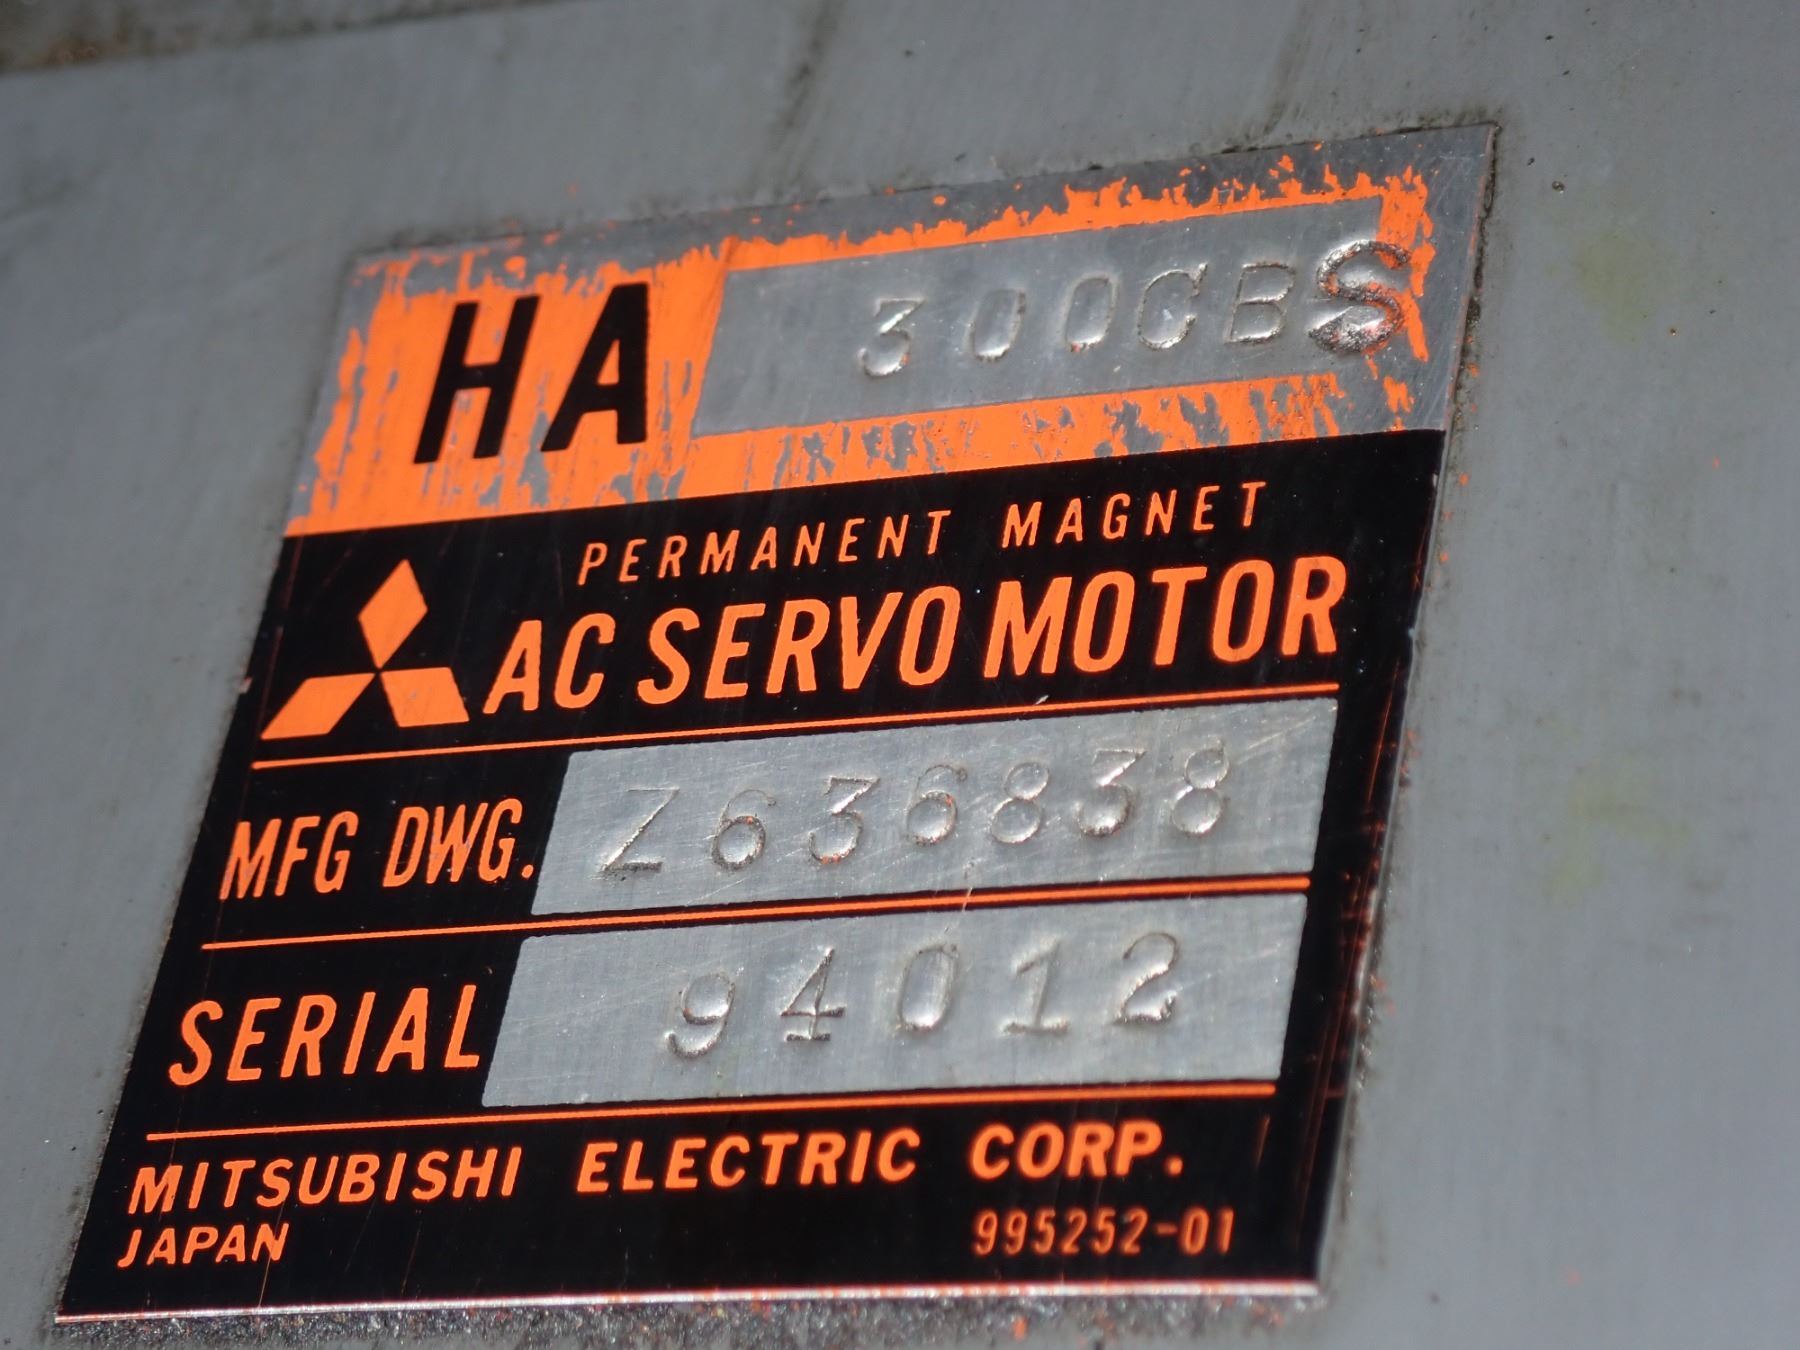 HA 300CBS
PERMANENT MAGNET
AC SERVO MOTOR
MFG DWG. Z636838
SERIAL 94012
MITSUBISHI ELECTRIC CORP.
JAPAN 995252-01